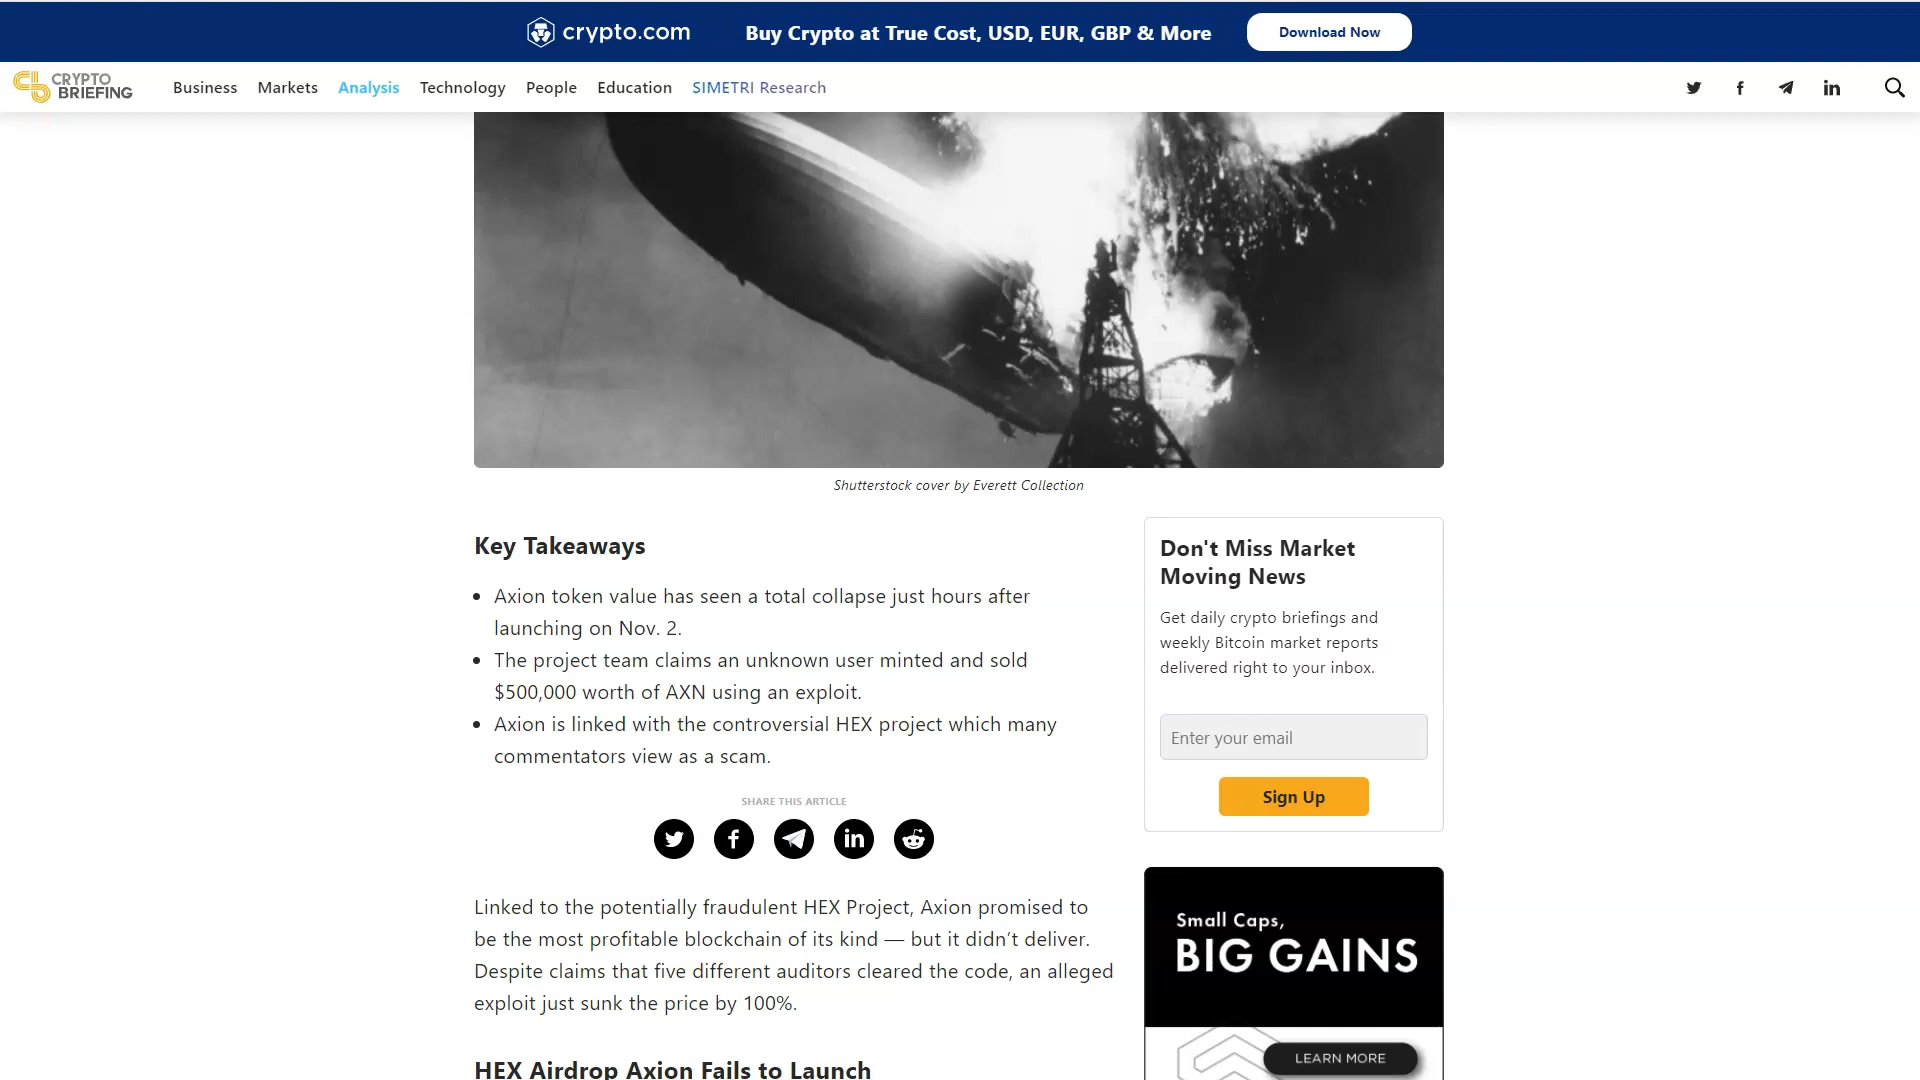 crypto.com
Buy Crypto at True Cost, USD, EUR, GBP & More
Download Now
CRYPTO
BRIEFING
Business
Markets
Analysis
Technology
People
Education
SIMETRI Research
Shutterstock cover by Everett Collection
Key Takeaways
• Axion token value has seen a total collapse just hours after
launching on Nov. 2.
• The project team claims an unknown user minted and sold
$500,000 worth of AXN using an exploit.
• Axion is linked with the controversial HEX project which many
commentators view as a scam.
SHARE THIS ARTICLE
Linked to the potentially fraudulent HEX Project, Axion promised to
be the most profitable blockchain of its kind — but it didn’t deliver.
Despite claims that five different auditors cleared the code, an alleged
exploit just sunk the price by 100%.
HEX Airdrop Axion Fails to Launch
Don't Miss Market
Moving News
Get daily crypto briefings and
weekly Bitcoin market reports
delivered right to your inbox.
Enter your email
Sign Up
Small Caps,
BIG GAINS
LEARN MORE